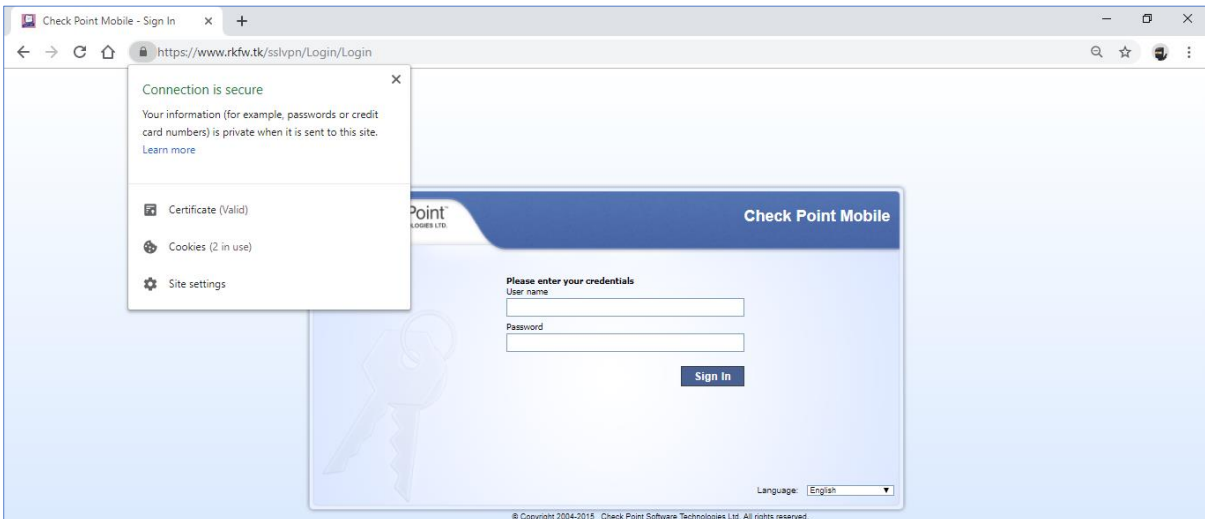 Check Point Mobile - Sign In
https://www.rkfw.tk/sslvpn/Login/Login
Connection is secure
Your information (for example, passwords or credit
card numbers) is private when it is sent to this site.
Learn more
Certificate (Valid)
Cookies (2 in use)
Site settings
Point
LOGIES LTD.
Check Point Mobile
Please enter your credentials
User name
Password
Sign In
Language: English
© Copyright 2004-2015 Check Point Software Technologies Ltd. All rights reserved.